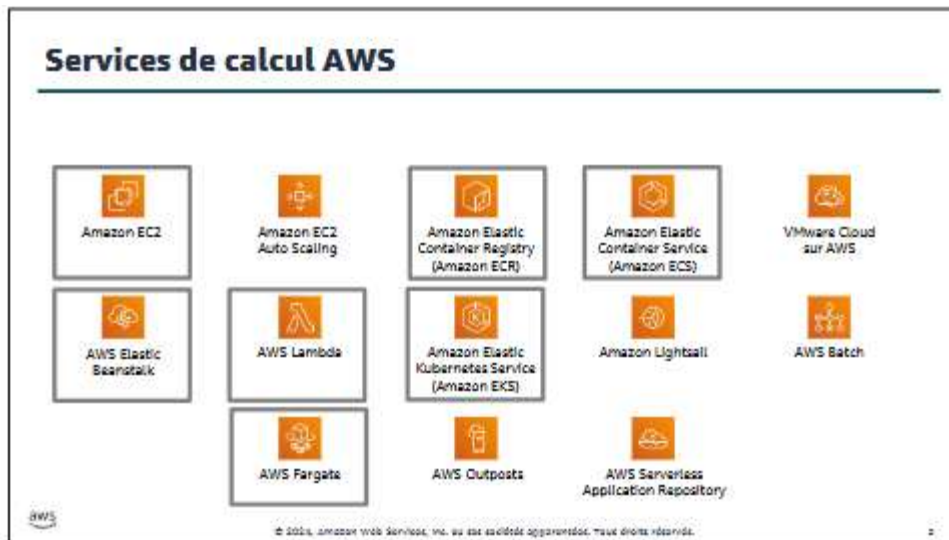 Services de calcul AWS
Amazon EC2
Amazon EC2
Auto Scaling
Amazon Elastic
Container Registry
(Amazon ECR)
Amazon Elastic
Container Service
(Amazon ECS)
VMware Cloud
sur AWS
AWS Elastic
Beanstalk
AWS Lambda
Amazon Elastic
Kubernetes Service
(Amazon EKS)
Amazon Lightsail
AWS Batch
AWS Fargate
AWS Outposts
AWS Serverless
Application Repository
aws
© 2024, Amazon Web Services, Inc. ou ses sociétés apparentées. Tous droits réservés.